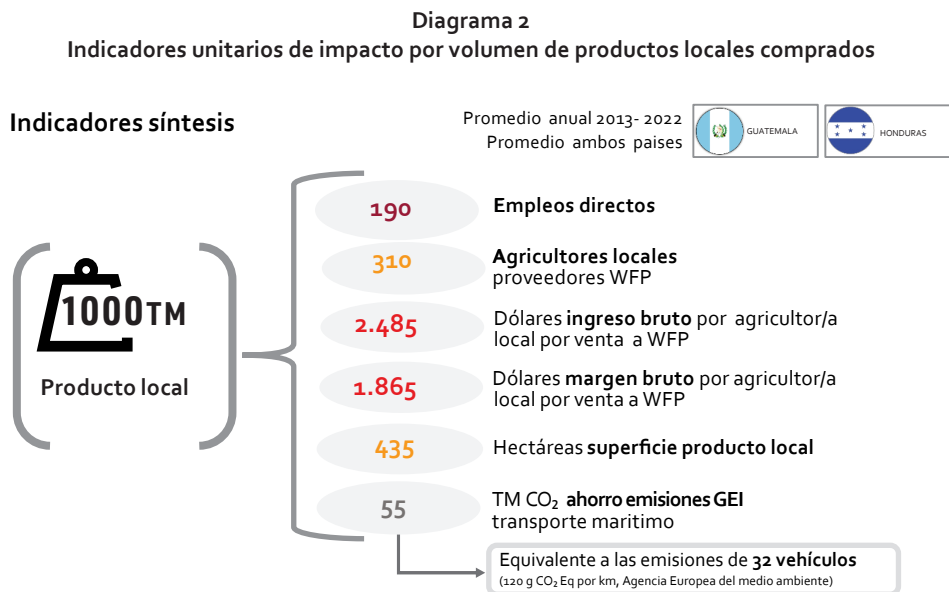 Diagrama 2
Indicadores unitarios de impacto por volumen de productos locales comprados
Indicadores síntesis
Promedio anual 2013- 2022
Promedio ambos paises
GUATEMALA
HONDURAS
1000TM
Producto local
190
Empleos directos
310
Agricultores locales
proveedores WFP
2.485
Dólares ingreso bruto por agricultor/a
local por venta a WFP
1.865
Dólares margen bruto por agricultor/a
local por venta a WFP
435
Hectáreas superficie producto local
55
TM CO₂ ahorro emisiones GEI
transporte maritimo
Equivalente a las emisiones de 32 vehículos
(120 g CO₂ Eq por km, Agencia Europea del medio ambiente)